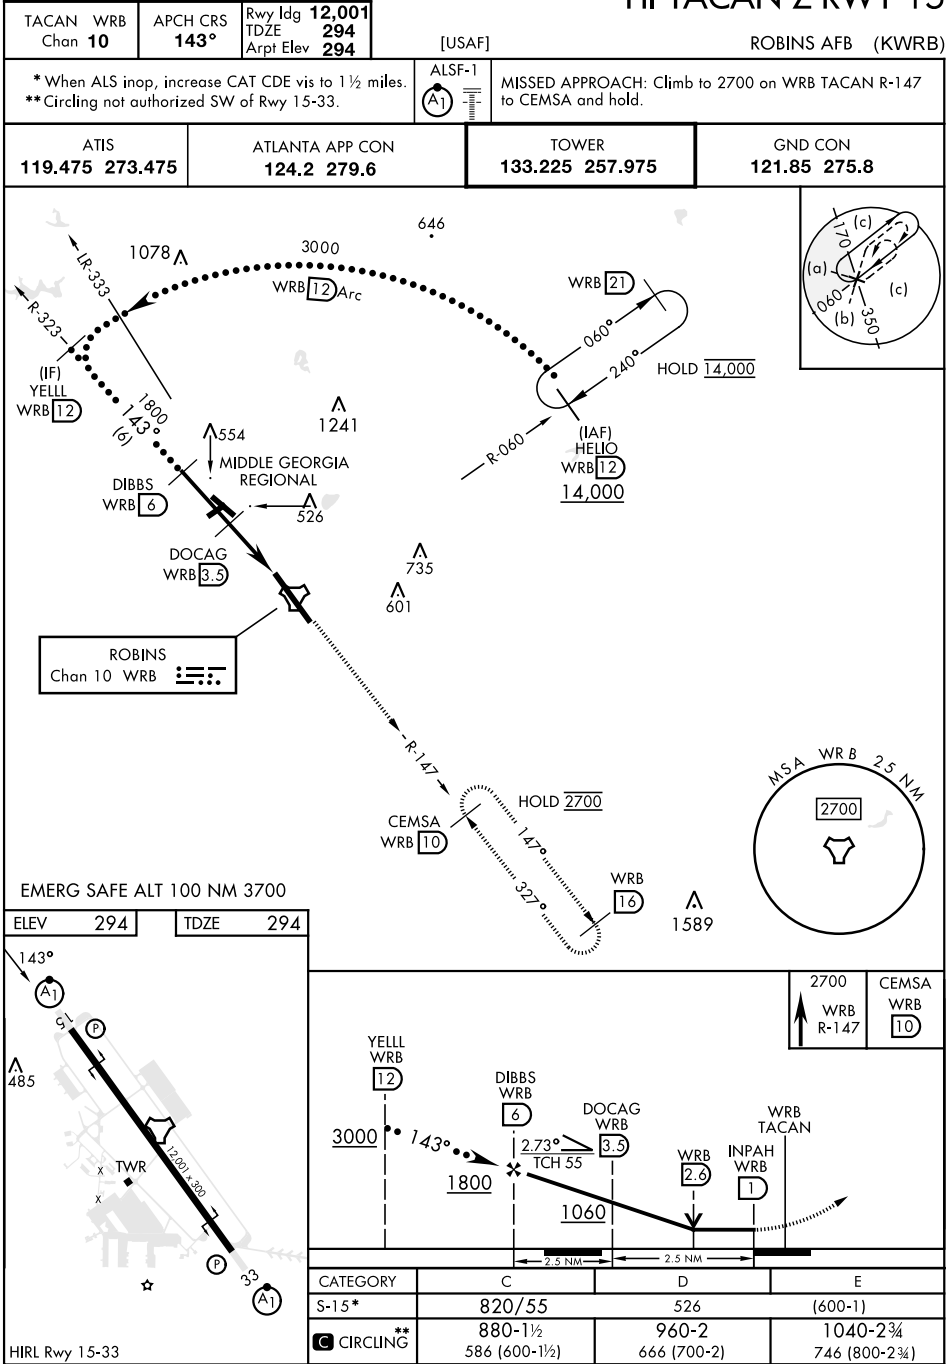 HI-TACAN Z RWY 15
TACAN WRB
Chan 10
APCH CRS
143°
Rwy ldg 12,001
TDZE 294
Arpt Elev 294
[USAF]
ROBINS AFB (KWRB)
* When ALS inop, increase CAT CDE vis to 1½ miles.
** Circling not authorized SW of Rwy 15-33.
ALSF-1
A1
MISSED APPROACH: Climb to 2700 on WRB TACAN R-147
to CEMSA and hold.
ATIS
119.475 273.475
ATLANTA APP CON
124.2 279.6
TOWER
133.225 257.975
GND CON
121.85 275.8
646
1078
3000
WRB 12 Arc
LR-333
R-323
(IF)
YELLL
WRB 12
1800
143°
(6)
WRB 21
060°
240°
HOLD 14,000
R-060
(IAF)
HELIO
WRB 12
14,000
170
(c)
(a)
(c)
060
(b)
350
1241
554
MIDDLE GEORGIA
REGIONAL
526
DIBBS
WRB 6
DOCAG
WRB 3.5
735
601
ROBINS
Chan 10 WRB
R-147
HOLD 2700
CEMSA
WRB 10
147°
327°
WRB
16
1589
MSA WRB 25 NM
2700
EMERG SAFE ALT 100 NM 3700
ELEV 294
TDZE 294
143°
A1
15
P
485
12,001 x 300
TWR
X
X
P
33
A1
HIRL Rwy 15-33
2700
WRB
R-147
CEMSA
WRB
10
YELLL
WRB
12
3000
143°
DIBBS
WRB
6
1800
2.73°
TCH 55
DOCAG
WRB
3.5
1060
WRB
2.6
INPAH
WRB
1
WRB
TACAN
2.5 NM
2.5 NM
CATEGORY C D E
S-15* 820/55 526 (600-1)
C CIRCLING ** 880-1½ 960-2 1040-2¾
586 (600-1½) 666 (700-2) 746 (800-2¾)